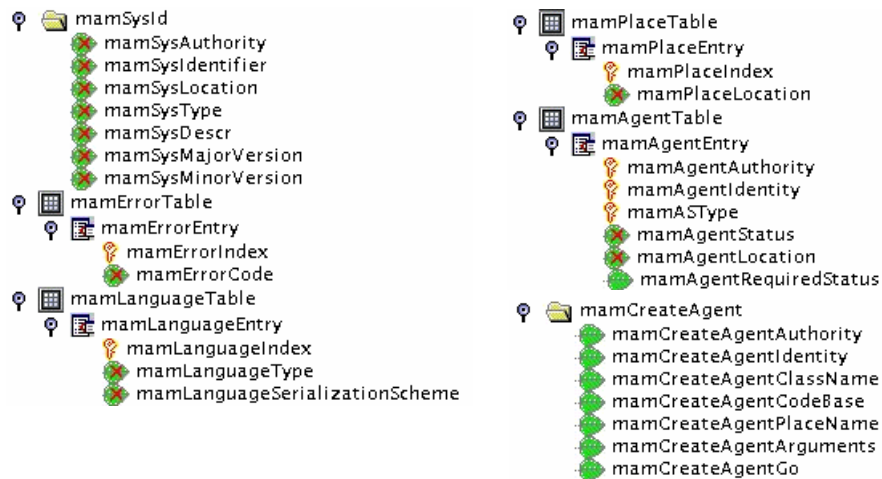 mamSysId
mamSysAuthority
mamSysIdentifier
mamSysLocation
mamSysType
mamSysDescr
mamSysMajorVersion
mamSysMinorVersion
mamErrorTable
mamErrorEntry
mamErrorIndex
mamErrorCode
mamLanguageTable
mamLanguageEntry
mamLanguageIndex
mamLanguageType
mamLanguageSerializationScheme
mamPlaceTable
mamPlaceEntry
mamPlaceIndex
mamPlaceLocation
mamAgentTable
mamAgentEntry
mamAgentAuthority
mamAgentIdentity
mamASType
mamAgentStatus
mamAgentLocation
mamAgentRequiredStatus
mamCreateAgent
mamCreateAgentAuthority
mamCreateAgentIdentity
mamCreateAgentClassName
mamCreateAgentCodeBase
mamCreateAgentPlaceName
mamCreateAgentArguments
mamCreateAgentGo